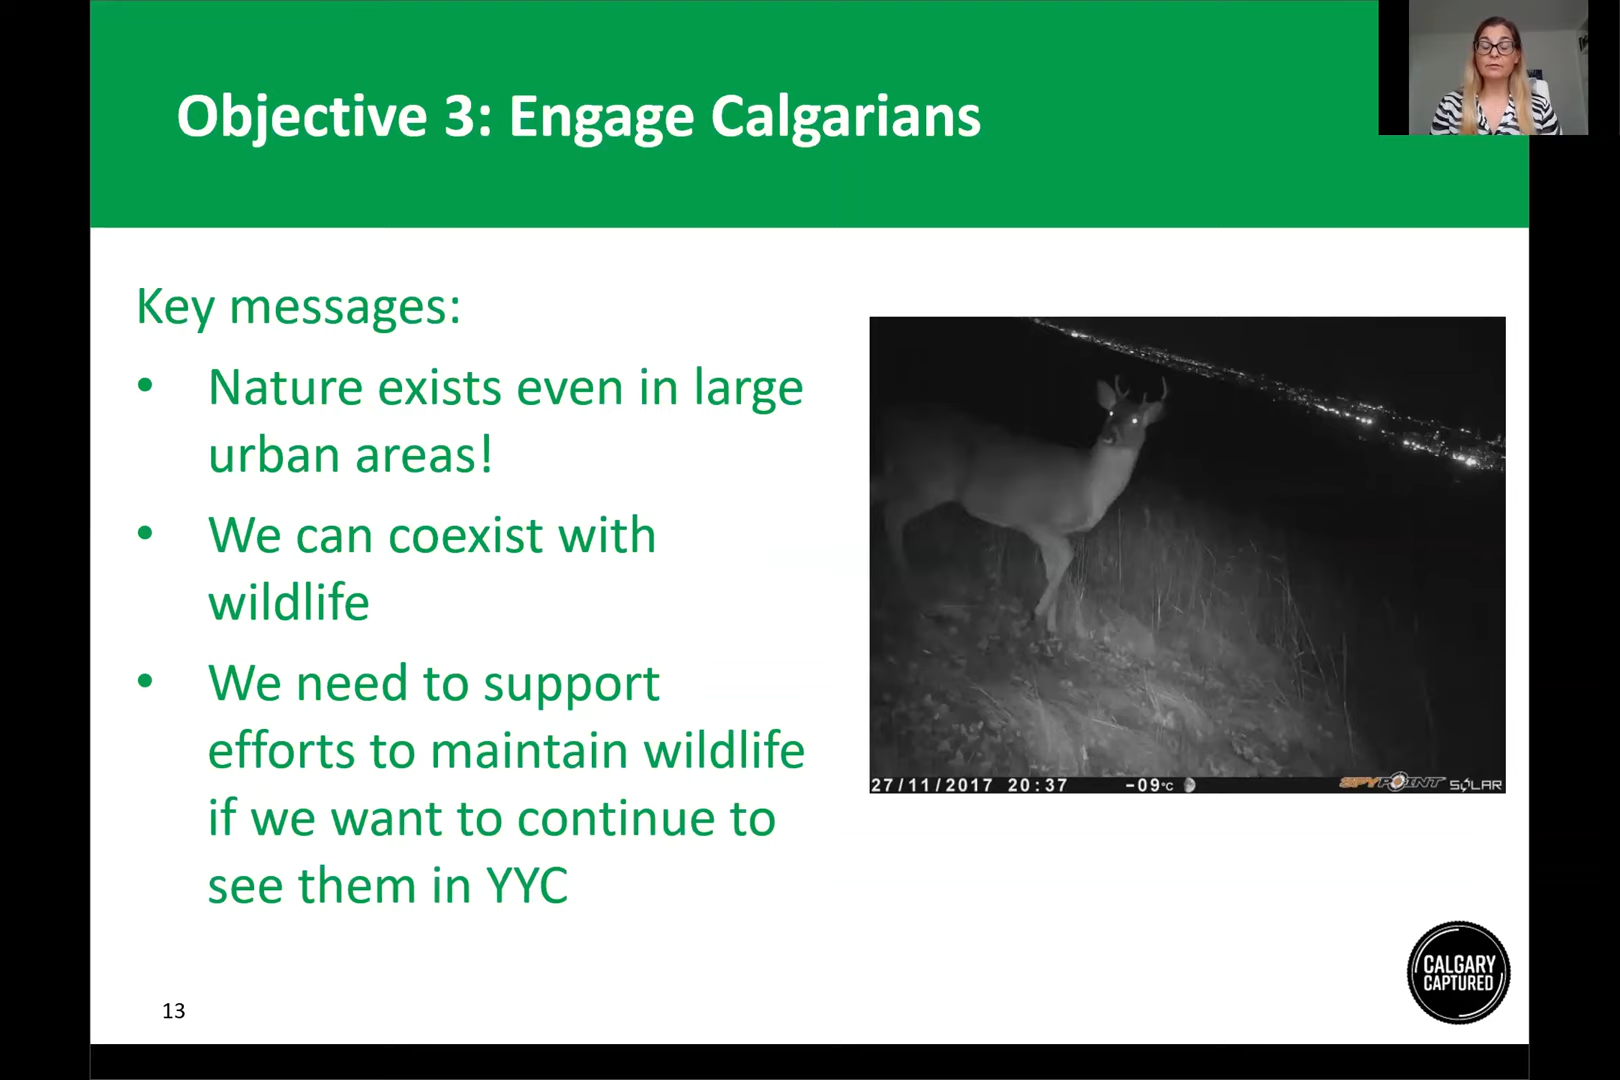 Objective 3: Engage Calgarians
Key messages:
• Nature exists even in large
urban areas!
• We can coexist with
wildlife
• We need to support
efforts to maintain wildlife
if we want to continue to
see them in YYC
27/11/2017 20:37 -09°C SPYPOINT SOLAR
CALGARY
CAPTURED
13